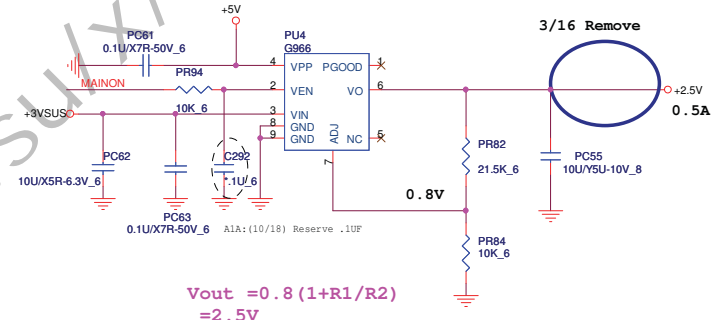 +5V
3/16 Remove
PC61
0.1U/X7R-50V_6
PU4
G966
4 VPP PGOOD 1
MAINON
PR94
10K_6
2 VEN VO 6
+2.5V
0.5A
+3VSUS
3 VIN
8 GND
9 GND ADJ NC 5
7
PC62
10U/X5R-6.3V_6
C292
.1U_6
PR82
21.5K_6
PC55
10U/Y5U-10V_8
0.8V
PC63
0.1U/X7R-50V_6
A1A:(10/18) Reserve .1UF
PR84
10K_6
Vout =0.8(1+R1/R2)
=2.5V